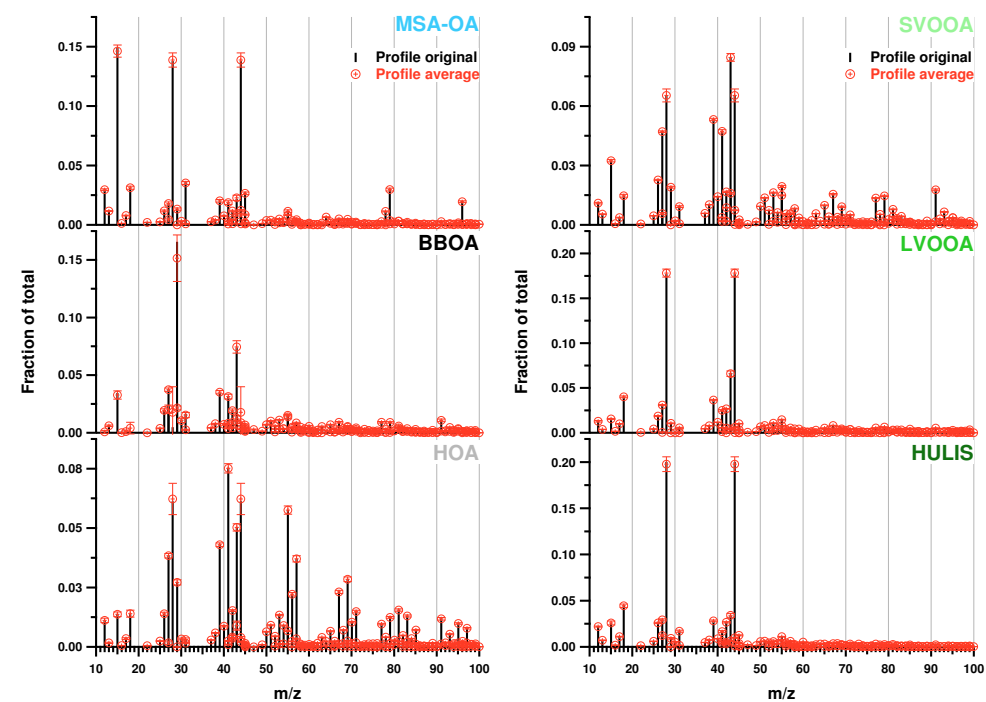 MSA-OA
Profile original
Profile average
0.15
0.10
0.05
0.00
BBOA
0.15
0.10
0.05
0.00
HOA
0.08
0.05
0.03
0.00
10 20 30 40 50 60 70 80 90 100
m/z
Fraction of total
SVOOA
Profile original
Profile average
0.09
0.06
0.03
0.00
LVOOA
0.20
0.15
0.10
0.05
0.00
HULIS
0.20
0.15
0.10
0.05
0.00
10 20 30 40 50 60 70 80 90 100
m/z
Fraction of total